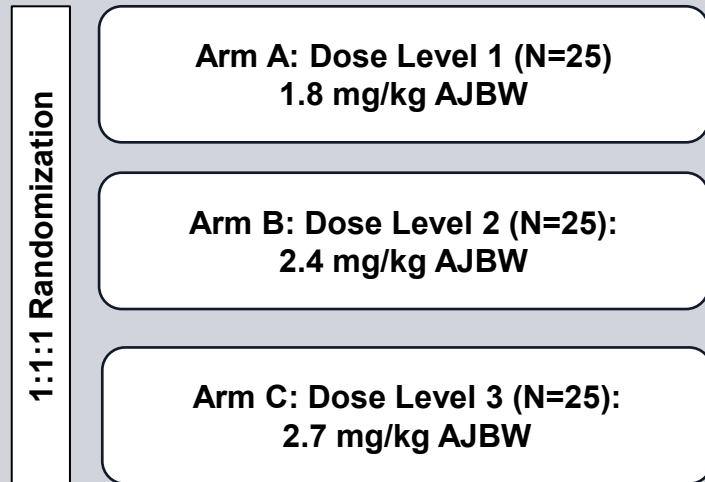 1:1:1 Randomization
Arm A: Dose Level 1 (N=25)
1.8 mg/kg AJBW
Arm B: Dose Level 2 (N=25):
2.4 mg/kg AJBW
Arm C: Dose Level 3 (N=25):
2.7 mg/kg AJBW